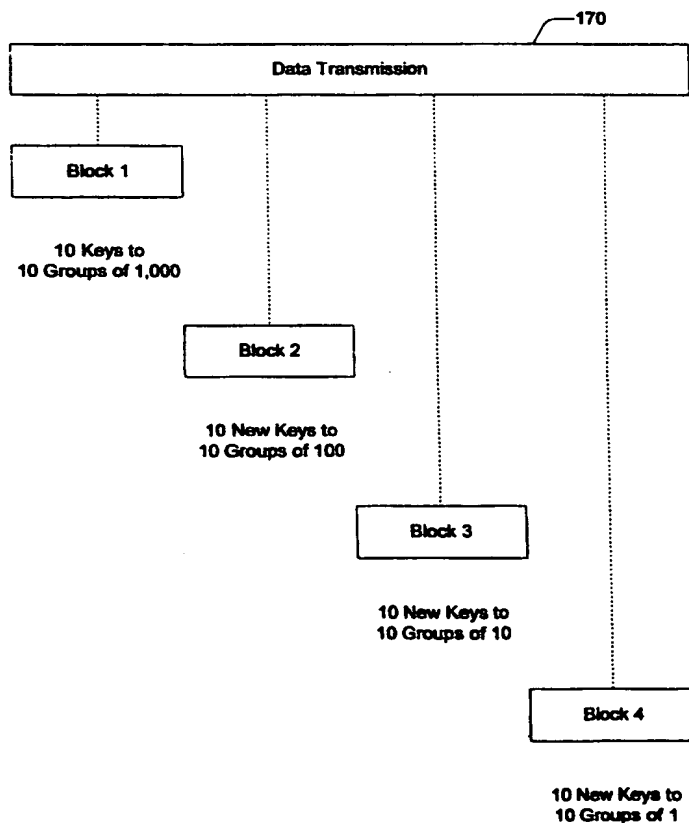 170
Data Transmission
Block 1
10 Keys to
10 Groups of 1,000
Block 2
10 New Keys to
10 Groups of 100
Block 3
10 New Keys to
10 Groups of 10
Block 4
10 New Keys to
10 Groups of 1